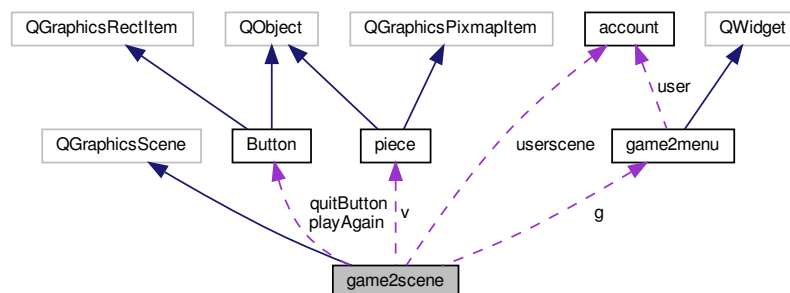 QGraphicsRectItem
QObject
QGraphicsPixmapItem
account
QWidget
user
QGraphicsScene
Button
piece
userscene
game2menu
quitButton
playAgain
v
g
game2scene